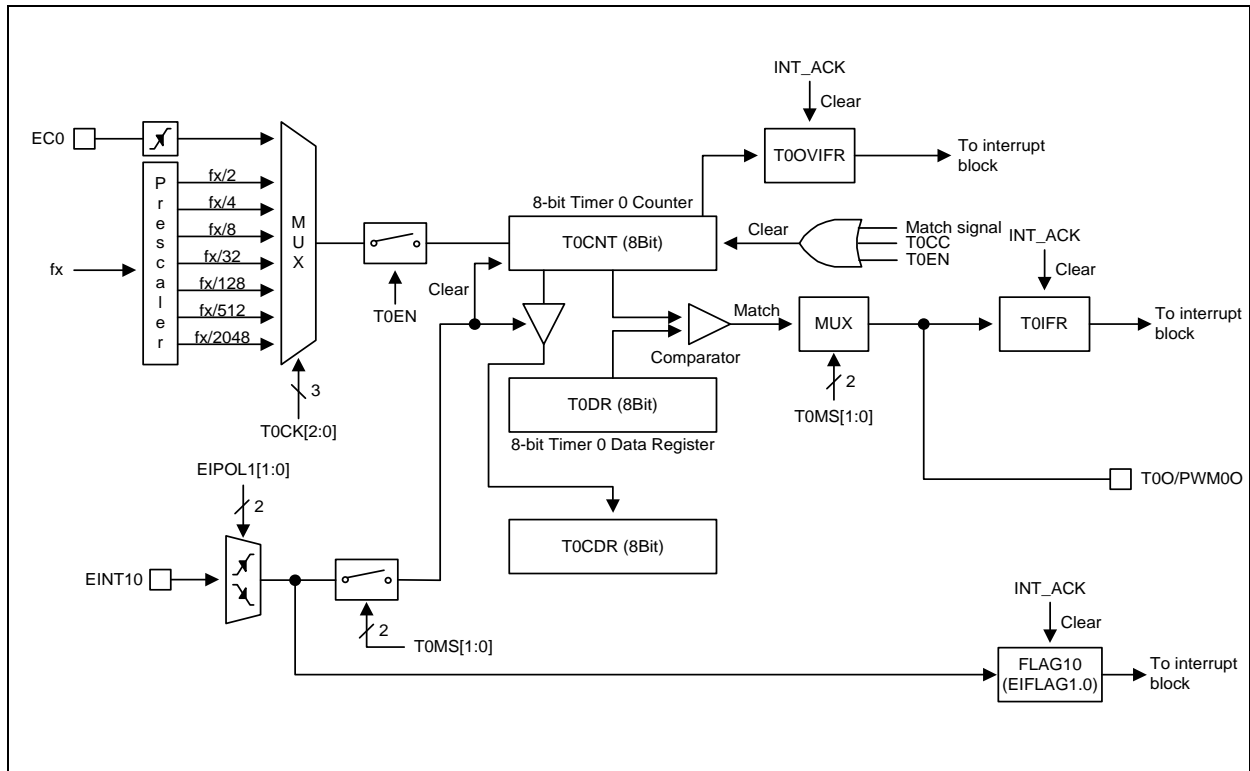 INT_ACK
Clear
EC0
T0OVIFR
To interrupt
block
Prescaler
fx/2
fx/4
fx/8
fx/32
fx/128
fx/512
fx/2048
fx
MUX
T0CK[2:0]
3
T0EN
8-bit Timer 0 Counter
T0CNT (8Bit)
Clear
Clear
Match signal
T0CC
T0EN
INT_ACK
Clear
Match
Comparator
MUX
2
T0MS[1:0]
T0IFR
To interrupt
block
T0DR (8Bit)
8-bit Timer 0 Data Register
T0O/PWM0O
T0CDR (8Bit)
EIPOL1[1:0]
2
EINT10
2
T0MS[1:0]
INT_ACK
Clear
FLAG10
(EIFLAG1.0)
To interrupt
block